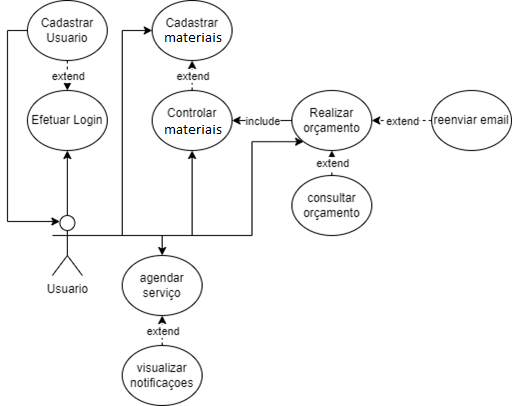 Cadastrar
Usuario
Cadastrar
materiais
extend
extend
Efetuar Login
Controlar
materiais
include
Realizar
orçamento
extend
reenviar email
extend
consultar
orçamento
Usuario
agendar
serviço
extend
visualizar
notificaçoes